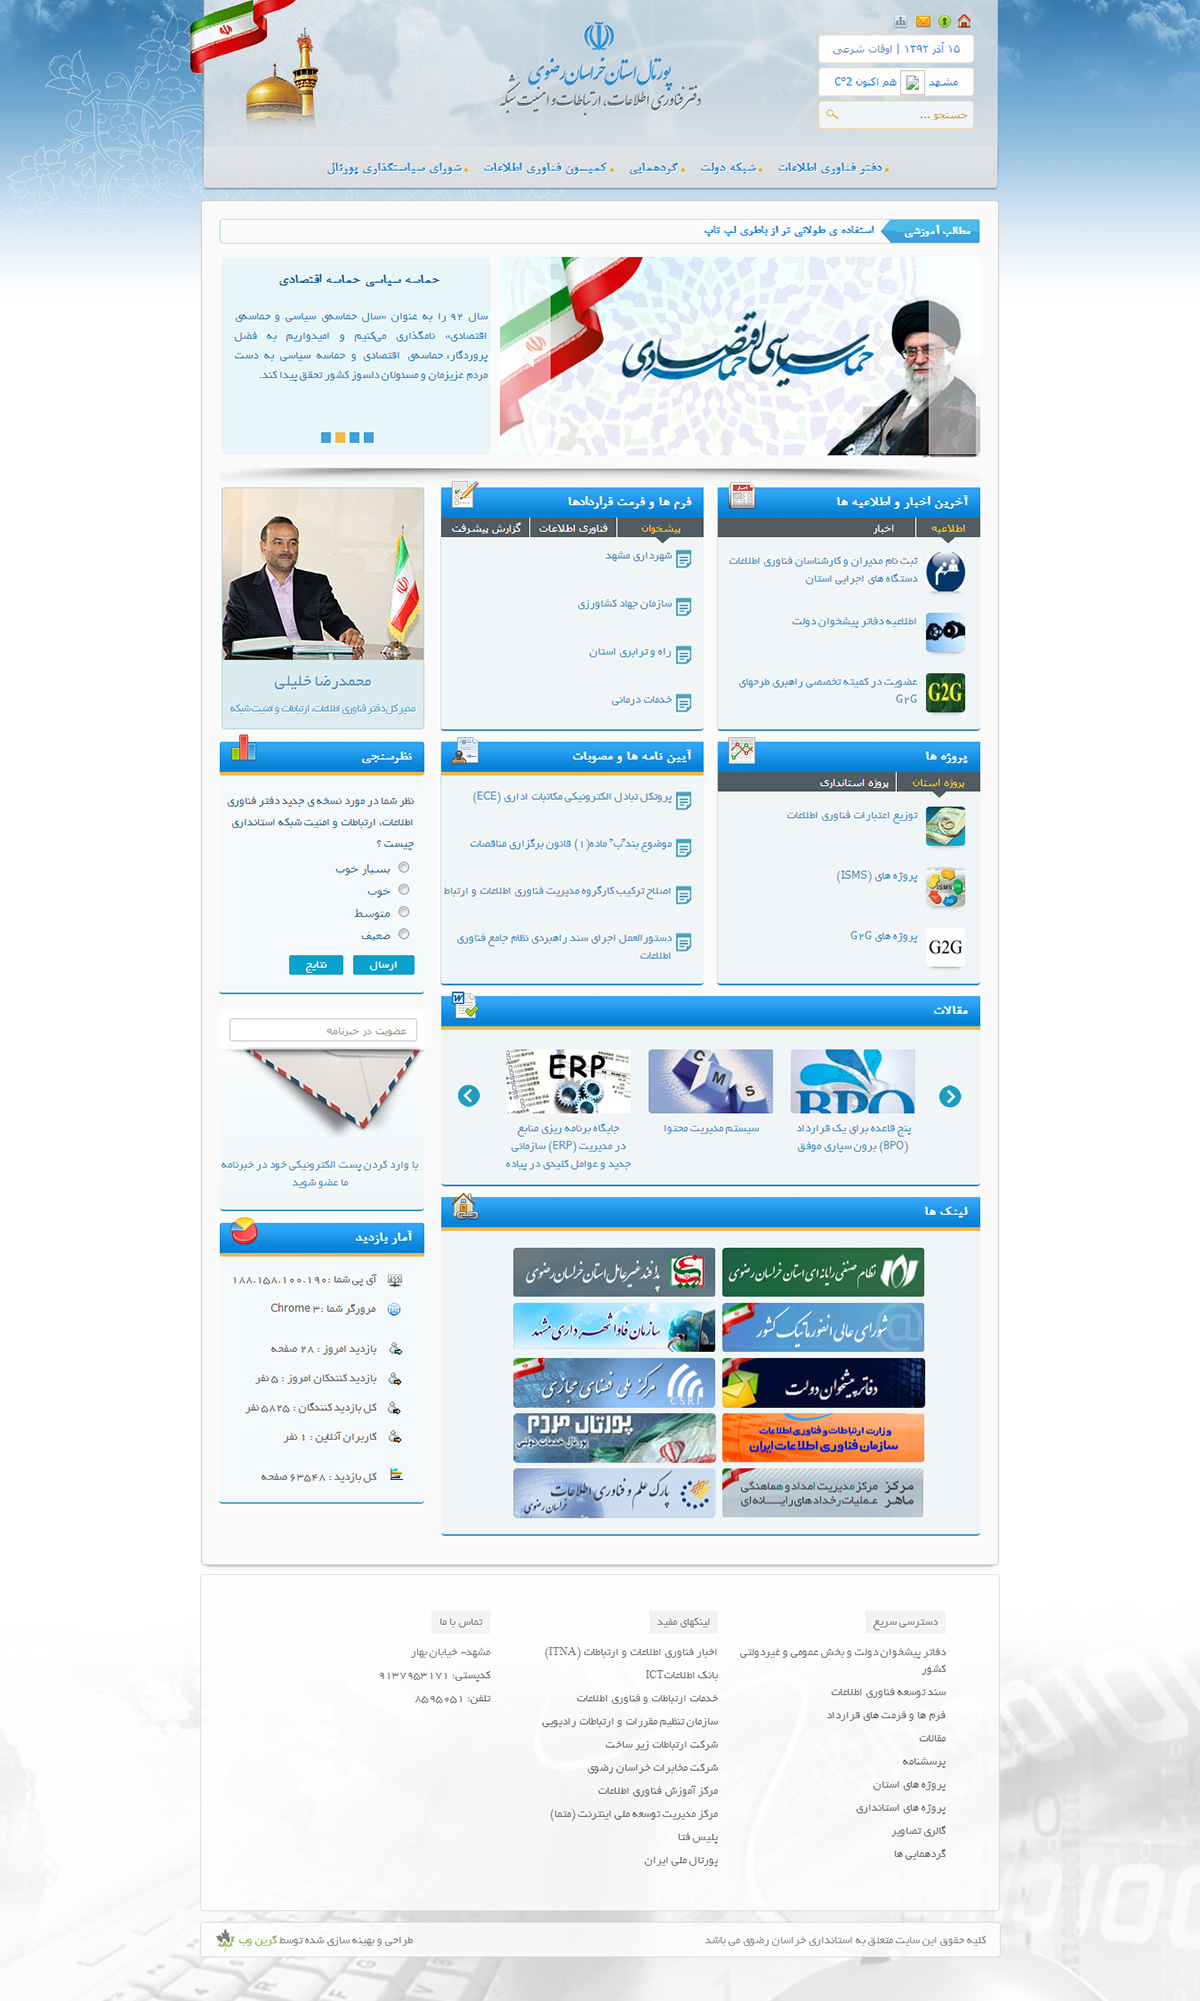 ۱۵ آذر ۱۳۹۲ | اوقات شرعی
مشهد هم اکنون 2°C
جستجو ...
پورتال استان خراسان رضوی
دفتر فناوری اطلاعات، ارتباطات و امنیت شبکه
دفتر فناوری اطلاعات
شبکه دولت
گردهمایی
کمیسون فناوری اطلاعات
شورای سیاستگذاری پورتال
مطالب آموزشی
استفاده ی طولانی تر از باطری لپ تاپ
حماسه سیاسی حماسه اقتصادی
حماسه سیاسی حماسه اقتصادی
سال ۹۲ را به عنوان «سال حماسه‌ی سیاسی و حماسه‌ی
اقتصادی» نامگذاری می‌کنیم و امیدواریم به فضل
پروردگار، حماسه‌ی اقتصادی و حماسه سیاسی به دست
مردم عزیزمان و مسئولان دلسوز کشور تحقق پیدا کند.
آخرین اخبار و اطلاعیه ها
اطلاعیه
اخبار
ثبت نام مدیران و کارشناسان فناوری اطلاعات
دستگاه های اجرایی استان
اطلاعیه دفاتر پیشخوان دولت
G2G
عضویت در کمیته تخصصی راهبری طرحهای
G۲G
فرم ها و فرمت قراردادها
پیشخوان
فناوری اطلاعات
گزارش پیشرفت
شهرداری مشهد
سازمان جهاد کشاورزی
راه و ترابری استان
خدمات درمانی
محمدرضا خلیلی
مدیر کل دفتر فناوری اطلاعات، ارتباطات و امنیت شبکه
پروژه ها
پروژه استان
پروژه استانداری
توزیع اعتبارات فناوری اطلاعات
ISMS
پروژه های (ISMS)
G2G
پروژه های G۲G
آیین نامه ها و مصوبات
پروتکل تبادل الکترونیکی مکاتبات اداری (ECE)
موضوع بند"ب" ماده(۱) قانون برگزاری مناقصات
اصلاح ترکیب کارگروه مدیریت فناوری اطلاعات و ارتباط
دستورالعمل اجرای سند راهبردی نظام جامع فناوری
اطلاعات
نظرسنجی
نظر شما در مورد نسخه ی جدید دفتر فناوری
اطلاعات، ارتباطات و امنیت شبکه استانداری
چیست ؟
بسیار خوب
خوب
متوسط
ضعیف
ارسال
نتایج
مقالات
BPO
پنج قاعده برای یک قرارداد
(BPO) برون سپاری موفق
CMS
سیستم مدیریت محتوا
ERP
جایگاه برنامه ریزی منابع
در مدیریت (ERP) سازمانی
جدید و عوامل کلیدی در پیاده
عضویت در خبرنامه
با وارد کردن پست الکترونیکی خود در خبرنامه
ما عضو شوید
لینک ها
نظام صنفی رایانه ای استان خراسان رضوی
پدافند غیر عامل استان خراسان رضوی
شورای عالی انفورماتیک کشور
سازمان فاوا شهرداری مشهد
دفاتر پیشخوان دولت
مرکز ملی فضای مجازی
CSRI
وزارت ارتباطات و فناوری اطلاعات
سازمان فناوری اطلاعات ایران
پورتال مردم
پورتال خدمات دولتی
مرکز ماهر
مرکز مدیریت امداد و هماهنگی
عملیات رخدادهای رایانه ای
پارک علم و فناوری اطلاعات
خراسان رضوی
آمار بازدید
آی پی شما :۱۸۸.۱۵۸.۱۰۰.۱۹۰
مرورگر شما :Chrome ۳
بازدید امروز : ۲۸ صفحه
بازدید کنندگان امروز : ۵ نفر
کل بازدید کنندگان : ۵۸۲۵ نفر
کاربران آنلاین : ۱ نفر
کل بازدید : ۶۳۵۴۸ صفحه
دسترسی سریع
دفاتر پیشخوان دولت و بخش عمومی و غیردولتی
کشور
سند توسعه فناوری اطلاعات
فرم ها و فرمت های قرارداد
مقالات
پرسشنامه
پروژه های استان
پروژه های استانداری
گالری تصاویر
گردهمایی ها
لینکهای مفید
اخبار فناوری اطلاعات و ارتباطات (ITNA)
بانک اطلاعاتICT
خدمات ارتباطات و فناوری اطلاعات
سازمان تنظیم مقررات و ارتباطات رادیویی
شرکت ارتباطات زیر ساخت
شرکت مخابرات خراسان رضوی
مرکز آموزش فناوری اطلاعات
مرکز مدیریت توسعه ملی اینترنت (متما)
پلیس فتا
پورتال ملی ایران
تماس با ما
مشهد- خیابان بهار
کدپستی: ۹۱۳۷۹۵۳۱۷۱
تلفن: ۸۵۹۵۰۵۱
کلیه حقوق این سایت متعلق به استانداری خراسان رضوی می باشد
طراحی و بهینه سازی شده توسط گرین وب